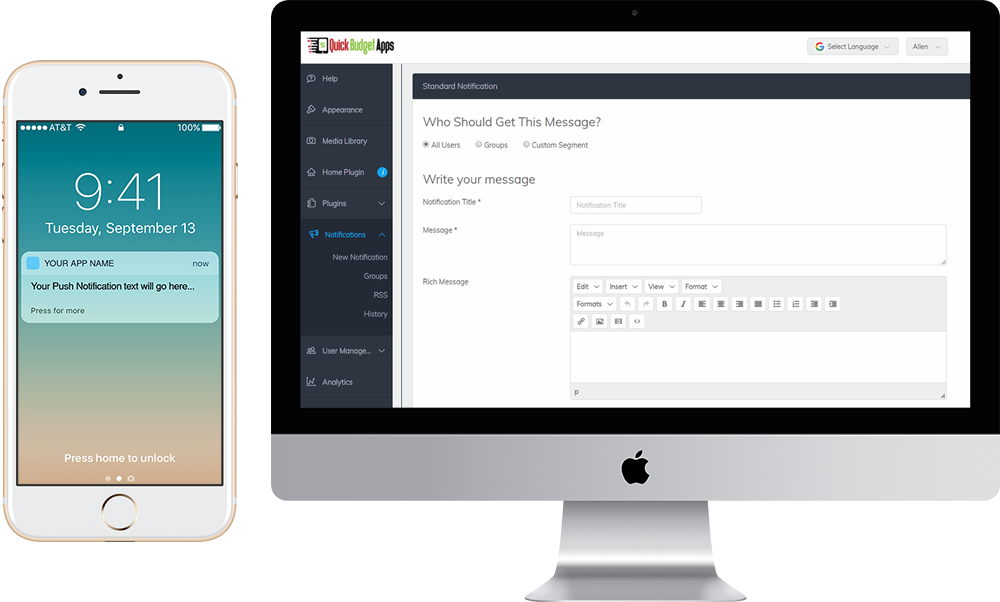 AT&T
100%
9:41
Tuesday, September 13
YOUR APP NAME
now
Your Push Notification text will go here...
Press for more
Press home to unlock
Quick Budget Apps
Select Language
Allen
Help
Appearance
Media Library
Home Plugin
i
Plugins
Notifications
New Notification
Groups
RSS
History
User Manage...
Analytics
Standard Notification
Who Should Get This Message?
All Users Groups Custom Segment
Write your message
Notification Title *
Notification Title
Message *
Message
Rich Message
Edit Insert View Format
Formats B I
p